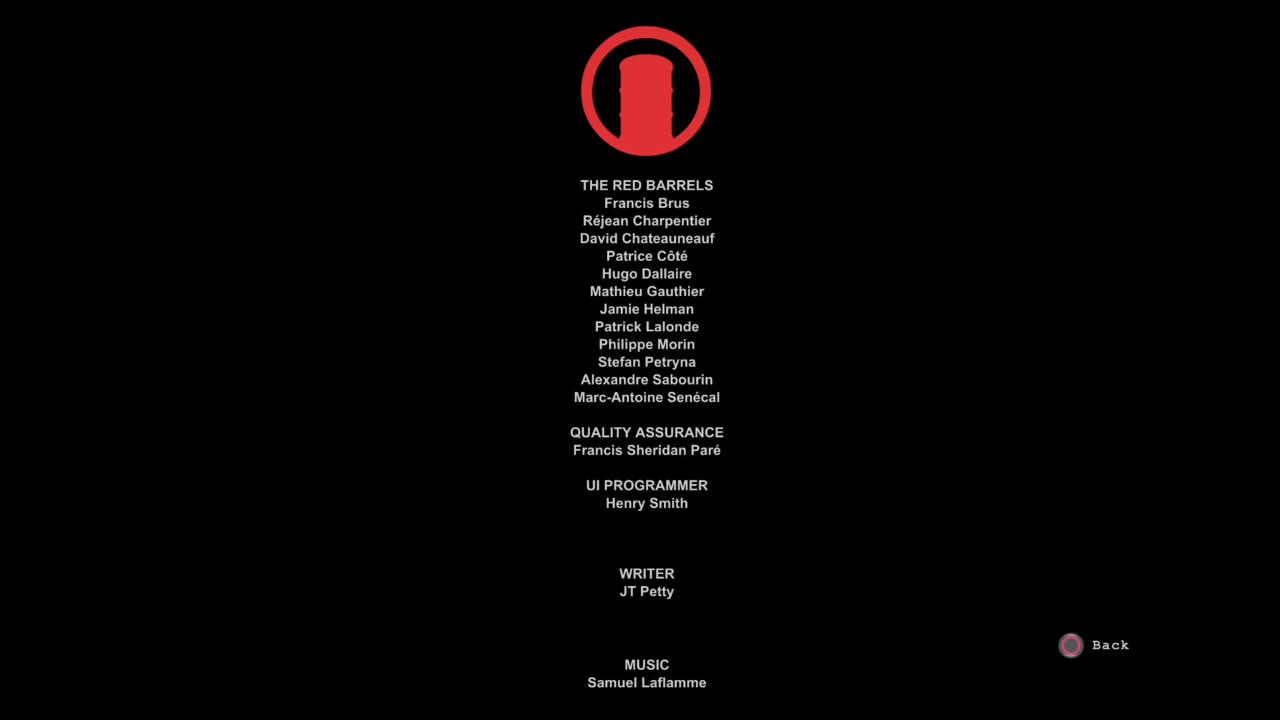 THE RED BARRELS
Francis Brus
Réjean Charpentier
David Chateauneuf
Patrice Côté
Hugo Dallaire
Mathieu Gauthier
Jamie Helman
Patrick Lalonde
Philippe Morin
Stefan Petryna
Alexandre Sabourin
Marc-Antoine Senécal
QUALITY ASSURANCE
Francis Sheridan Paré
UI PROGRAMMER
Henry Smith
WRITER
JT Petty
Back
MUSIC
Samuel Laflamme